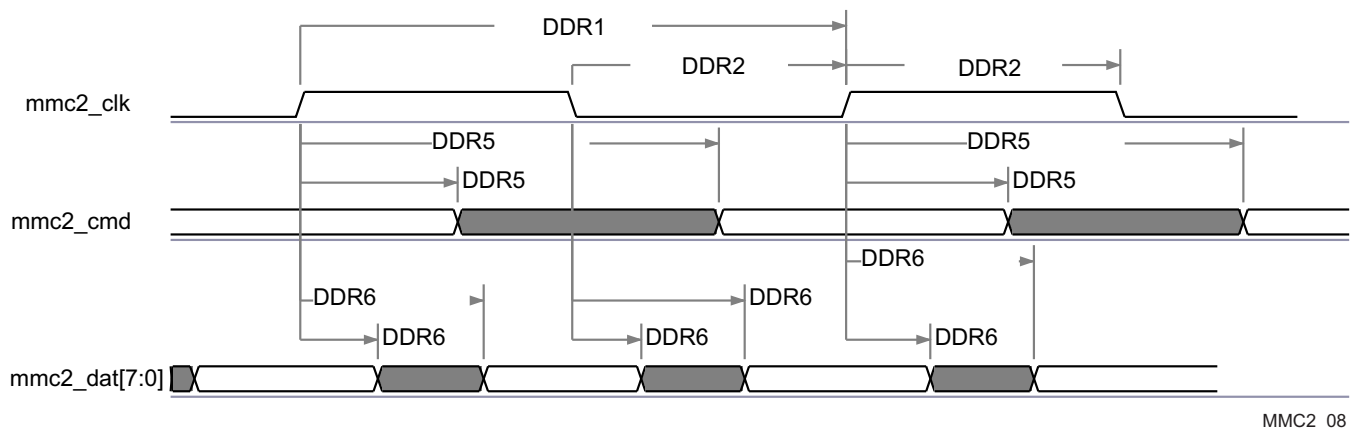 DDR1
DDR2 DDR2
mmc2_clk
DDR5 DDR5
DDR5 DDR5
mmc2_cmd
DDR6
DDR6 DDR6
DDR6 DDR6 DDR6
mmc2_dat[7:0]
MMC2_08